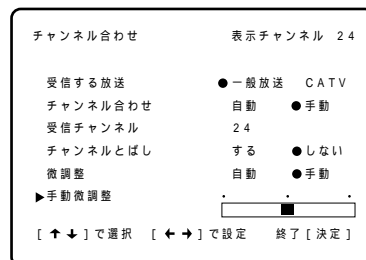 チャンネル合わせ 表示チャンネル 24
受信する放送 ●一般放送 CATV
チャンネル合わせ 自動 ●手動
受信チャンネル 24
チャンネルとばし する ●しない
微調整 自動 ●手動
▶手動微調整
[↑↓]で選択 [←→]で設定 終了[決定]